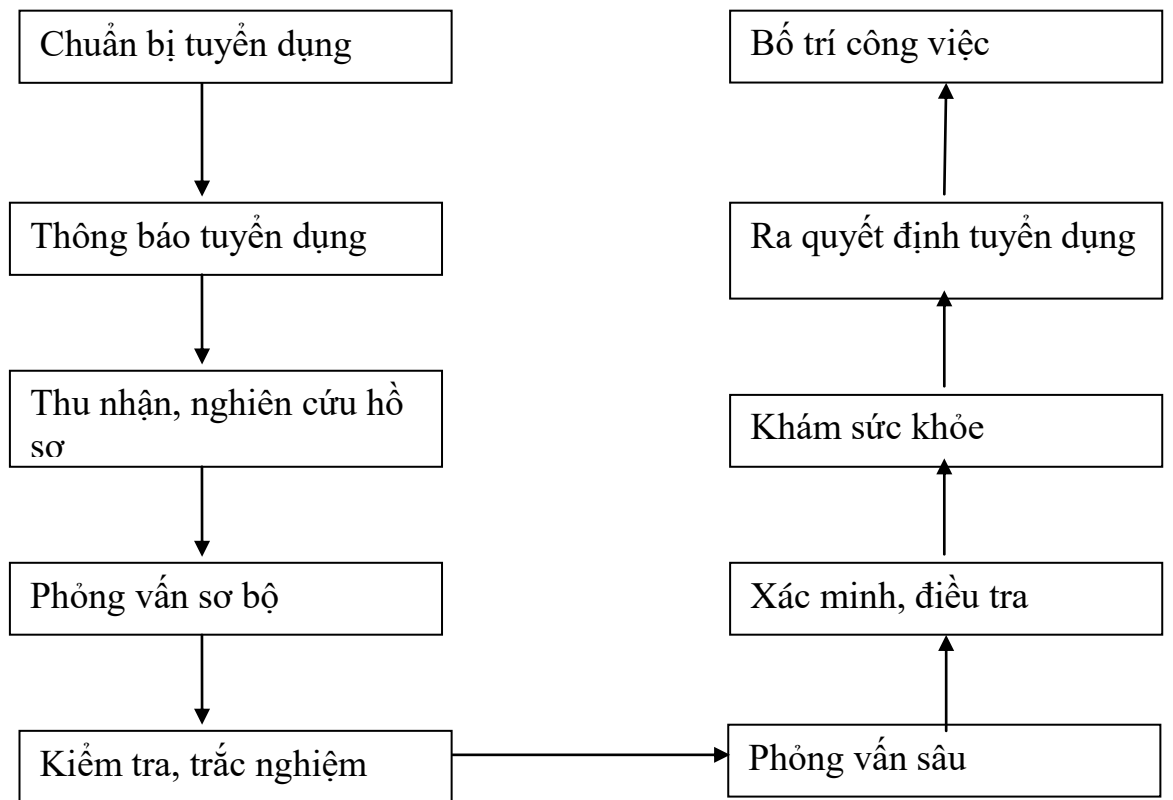 Chuẩn bị tuyển dụng
Thông báo tuyển dụng
Thu nhận, nghiên cứu hồ
sơ
Phỏng vấn sơ bộ
Kiểm tra, trắc nghiệm
Phỏng vấn sâu
Xác minh, điều tra
Khám sức khỏe
Ra quyết định tuyển dụng
Bố trí công việc